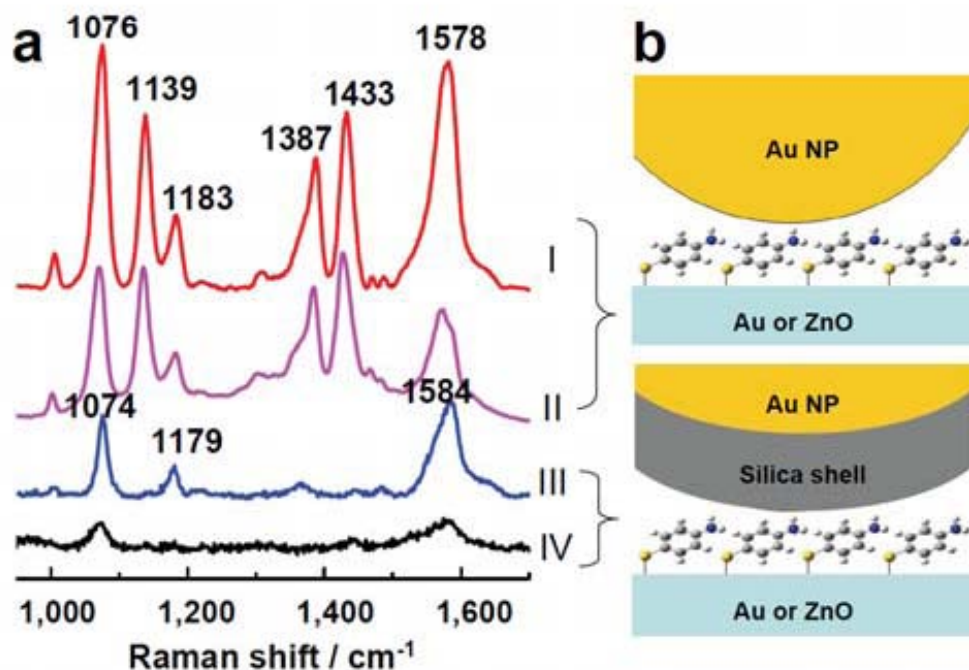 a
1076
1139
1183
1387
1433
1578
I
II
1074
1179
1584
III
IV
1,000
1,200
1,400
1,600
Raman shift / cm⁻¹
b
Au NP
Au or ZnO
Au NP
Silica shell
Au or ZnO